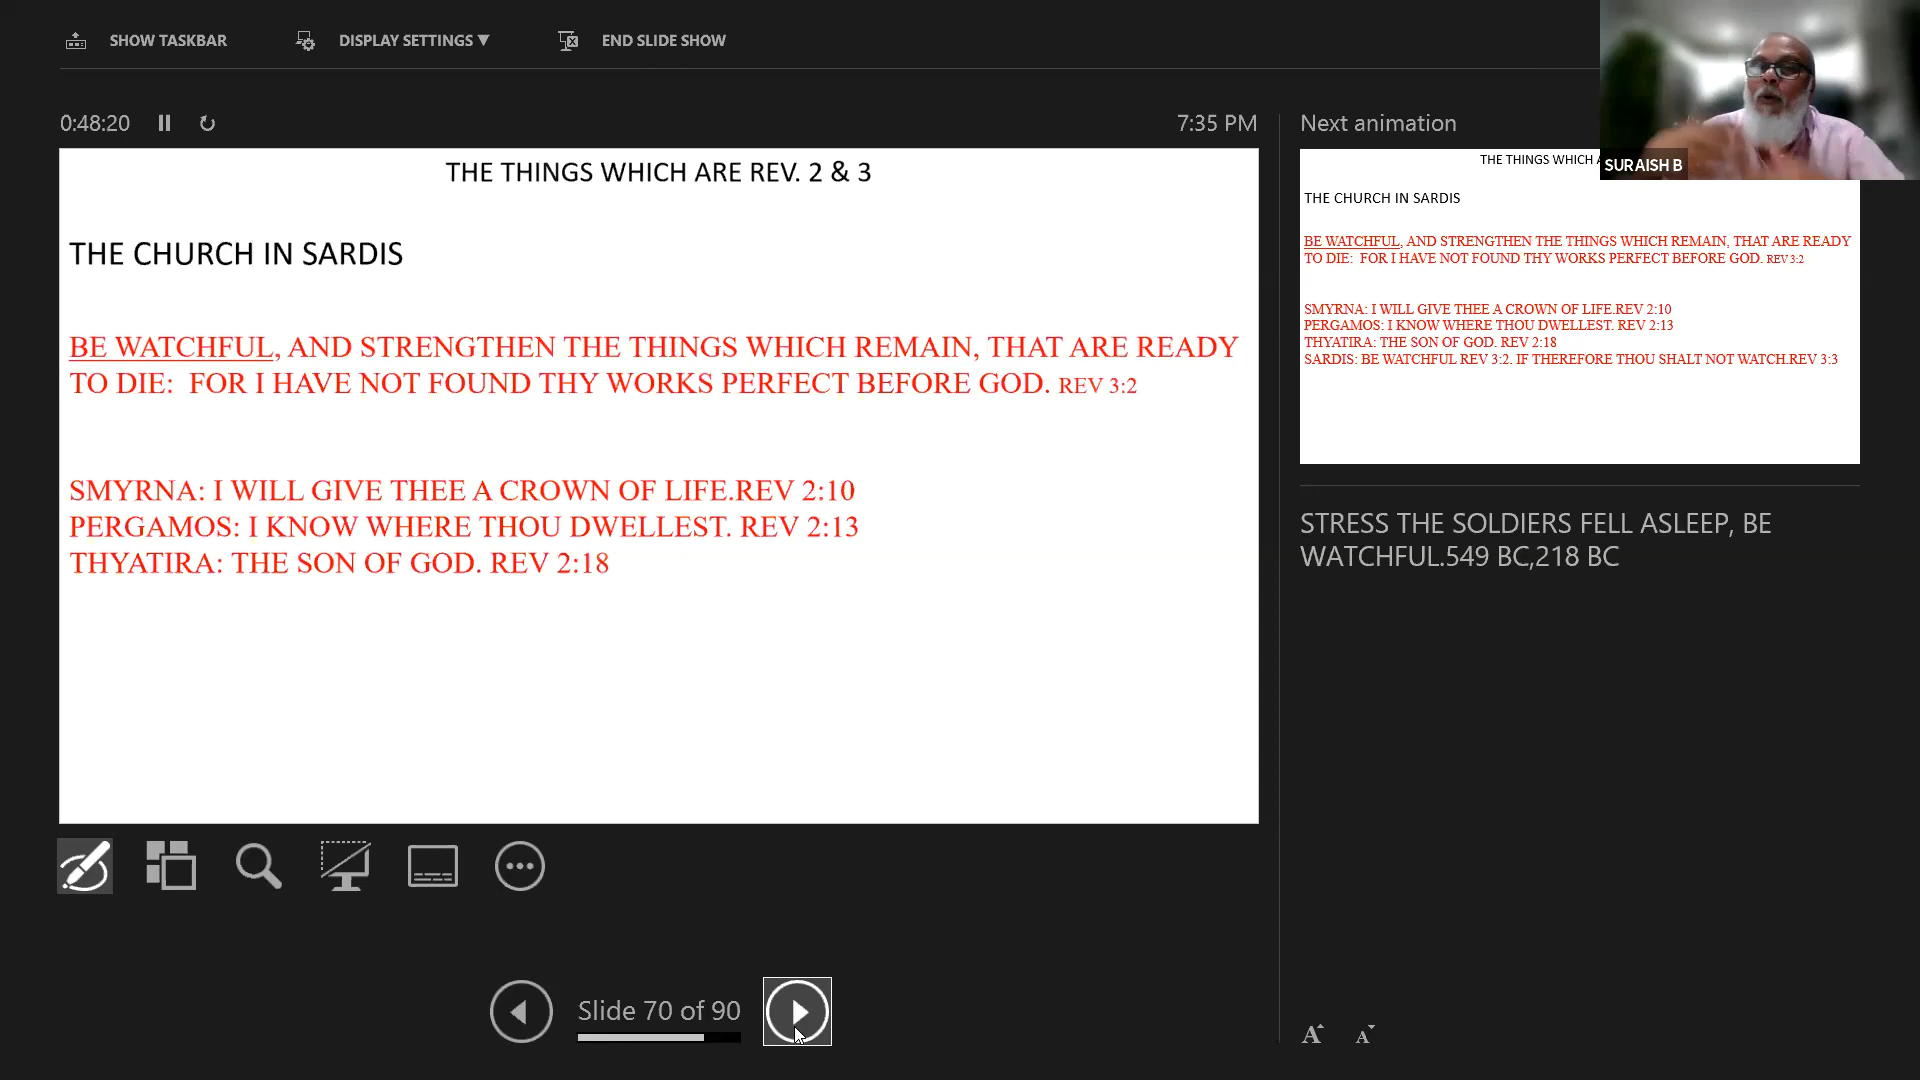 SHOW TASKBAR
DISPLAY SETTINGS ▼
END SLIDE SHOW
0:48:20
7:35 PM
THE THINGS WHICH ARE REV. 2 & 3
THE CHURCH IN SARDIS
BE WATCHFUL, AND STRENGTHEN THE THINGS WHICH REMAIN, THAT ARE READY
TO DIE: FOR I HAVE NOT FOUND THY WORKS PERFECT BEFORE GOD. REV 3:2
SMYRNA: I WILL GIVE THEE A CROWN OF LIFE.REV 2:10
PERGAMOS: I KNOW WHERE THOU DWELLEST. REV 2:13
THYATIRA: THE SON OF GOD. REV 2:18
Slide 70 of 90
Next animation
SURAISH B
THE THINGS WHICH
THE CHURCH IN SARDIS
BE WATCHFUL, AND STRENGTHEN THE THINGS WHICH REMAIN, THAT ARE READY
TO DIE: FOR I HAVE NOT FOUND THY WORKS PERFECT BEFORE GOD. REV 3:2
SMYRNA: I WILL GIVE THEE A CROWN OF LIFE.REV 2:10
PERGAMOS: I KNOW WHERE THOU DWELLEST. REV 2:13
THYATIRA: THE SON OF GOD. REV 2:18
SARDIS: BE WATCHFUL REV 3:2. IF THEREFORE THOU SHALT NOT WATCH.REV 3:3
STRESS THE SOLDIERS FELL ASLEEP, BE
WATCHFUL.549 BC,218 BC
A A